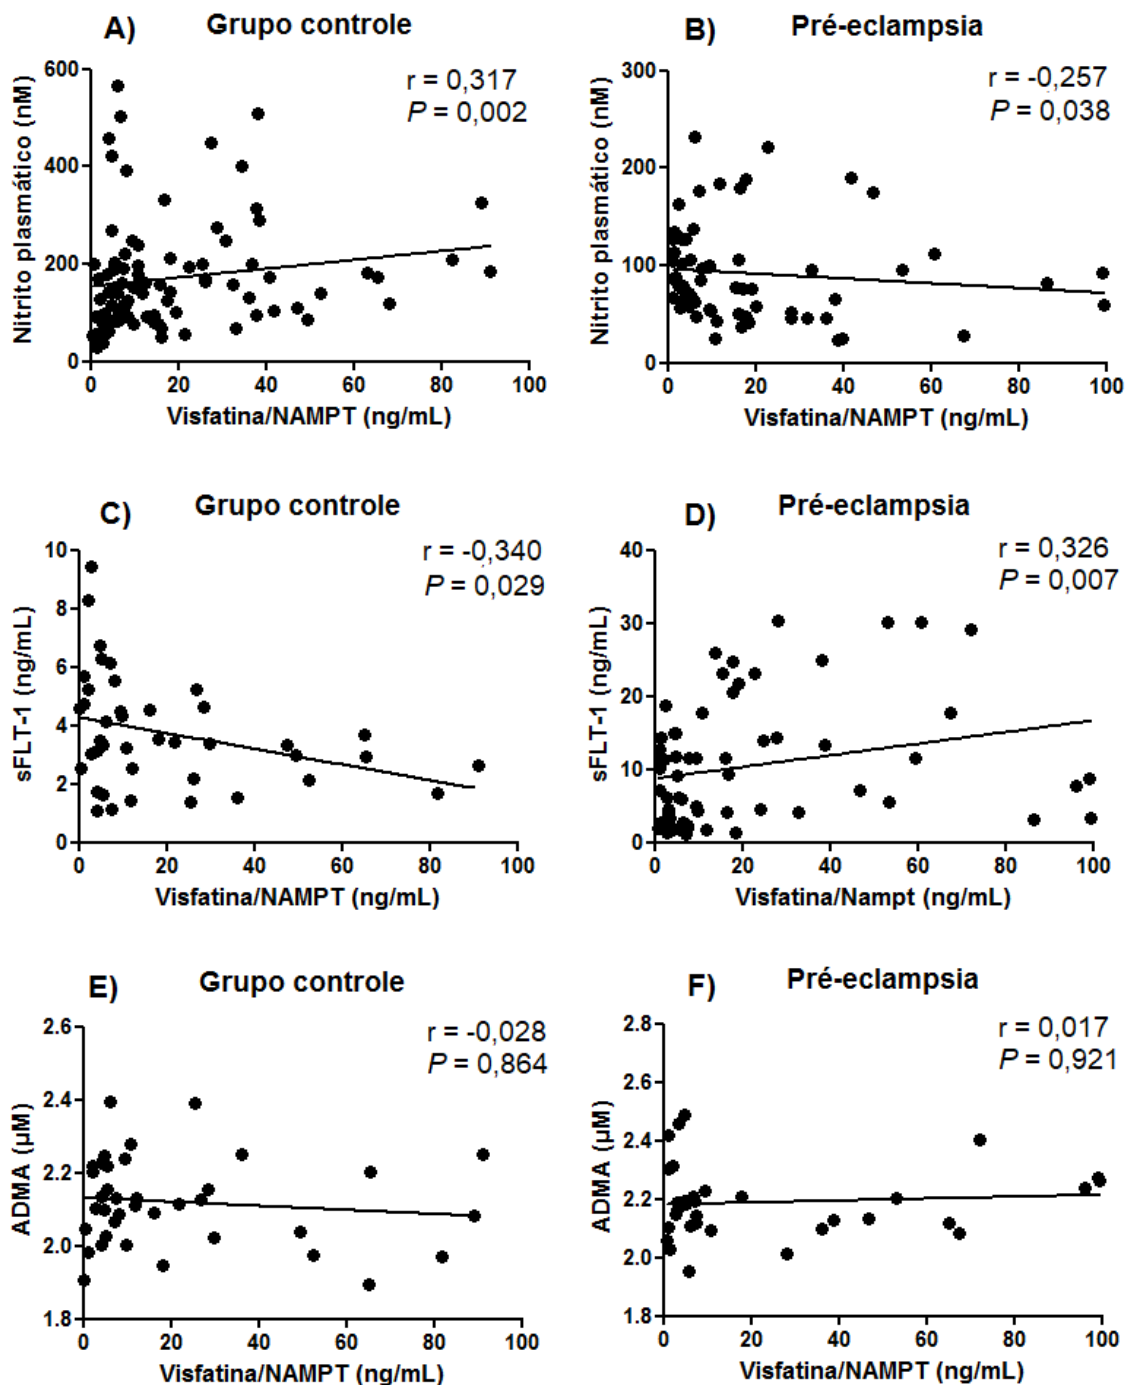 A) Grupo controle
r = 0,317
P = 0,002
Nitrito plasmático (nM)
600
400
200
0
0 20 40 60 80 100
Visfatina/NAMPT (ng/mL)
B) Pré-eclampsia
r = -0,257
P = 0,038
Nitrito plasmático (nM)
300
200
100
0
0 20 40 60 80 100
Visfatina/NAMPT (ng/mL)
C) Grupo controle
r = -0,340
P = 0,029
sFLT-1 (ng/mL)
10
8
6
4
2
0
0 20 40 60 80 100
Visfatina/NAMPT (ng/mL)
D) Pré-eclampsia
r = 0,326
P = 0,007
sFLT-1 (ng/mL)
40
30
20
10
0
0 20 40 60 80 100
Visfatina/Nampt (ng/mL)
E) Grupo controle
r = -0,028
P = 0,864
ADMA (µM)
2.6
2.4
2.2
2.0
1.8
0 20 40 60 80 100
Visfatina/NAMPT (ng/mL)
F) Pré-eclampsia
r = 0,017
P = 0,921
ADMA (µM)
2.8
2.6
2.4
2.2
2.0
1.8
0 20 40 60 80 100
Visfatina/NAMPT (ng/mL)